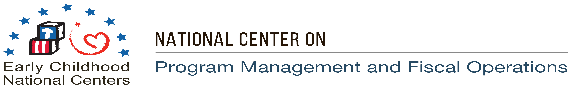 Early Childhood
National Centers
NATIONAL CENTER ON
Program Management and Fiscal Operations